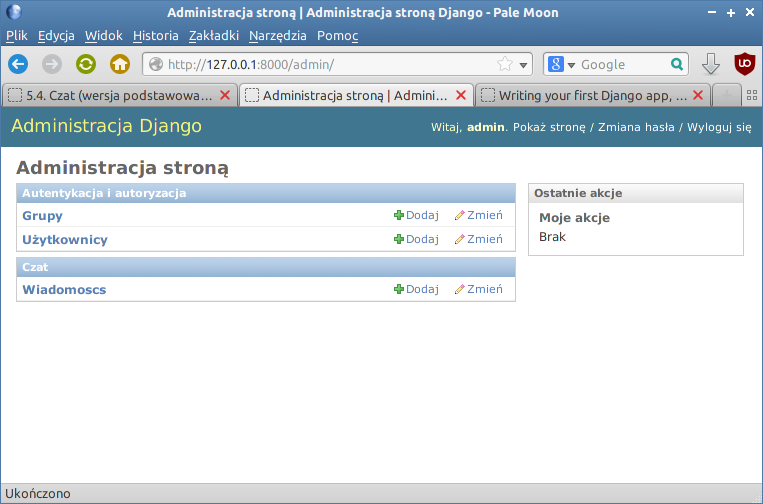 Administracja stroną | Administracja stroną Django - Pale Moon
Plik Edycja Widok Historia Zakładki Narzędzia Pomoc
http://127.0.0.1:8000/admin/ Google
5.4. Czat (wersja podstawowa... Administracja stroną | Admini... Writing your first Django app, ...
Administracja Django Witaj, admin. Pokaż stronę / Zmiana hasła / Wyloguj się
Administracja stroną
Autentykacja i autoryzacja
Grupy Dodaj Zmień
Użytkownicy Dodaj Zmień
Czat
Wiadomoscs Dodaj Zmień
Ostatnie akcje
Moje akcje
Brak
Ukończono